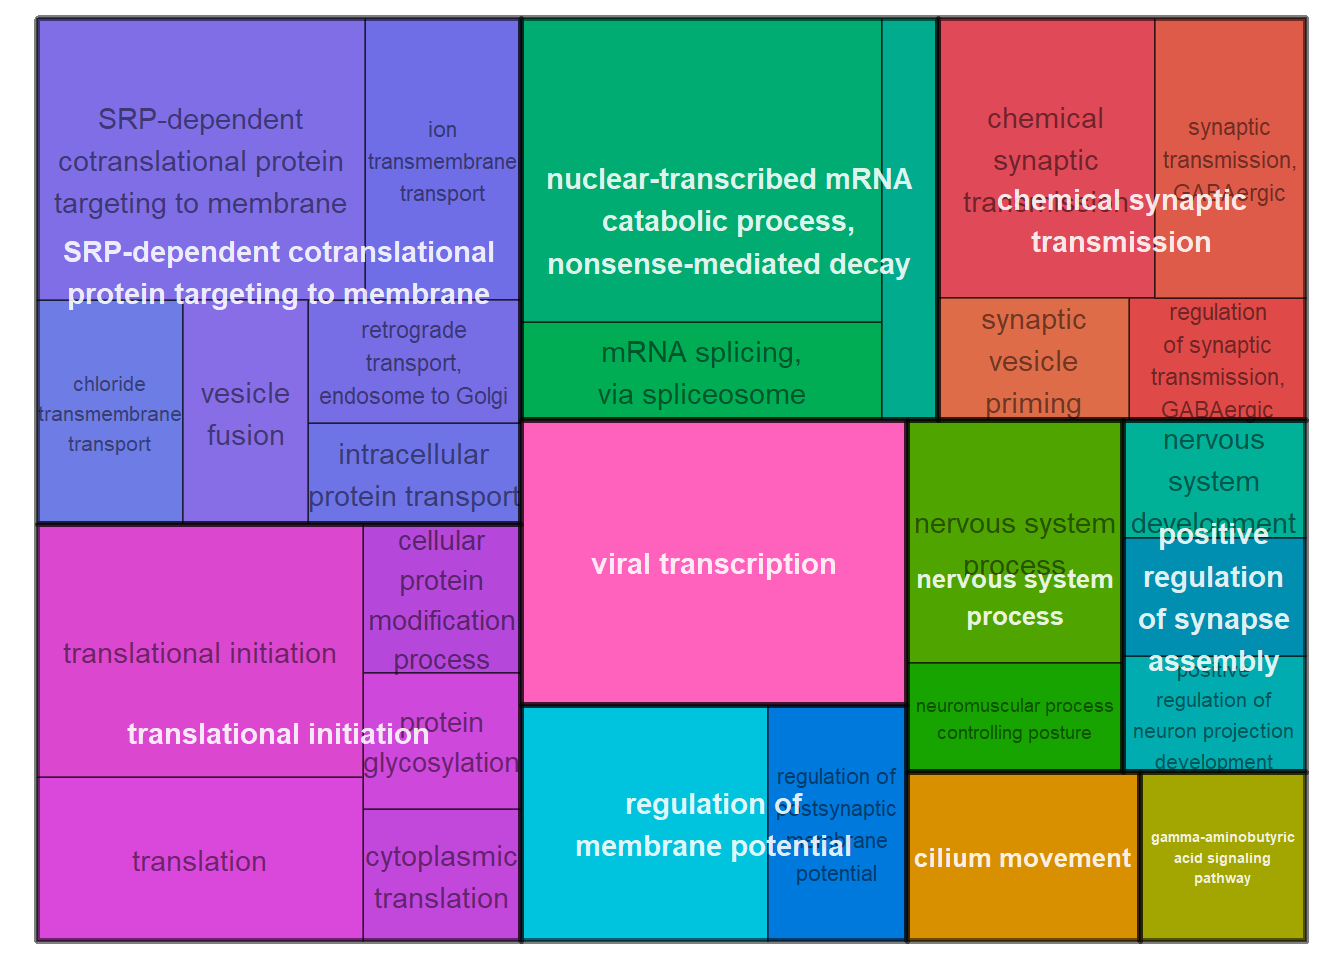 SRP-dependent
cotranslational protein
targeting to membrane
ion
transmembrane
transport
SRP-dependent cotranslational
protein targeting to membrane
chloride
transmembrane
transport
vesicle
fusion
retrograde
transport,
endosome to Golgi
intracellular
protein transport
nuclear-transcribed mRNA
catabolic process,
nonsense-mediated decay
mRNA splicing,
via spliceosome
chemical
synaptic
transmission
synaptic
transmission,
GABAergic
chemical synaptic
transmission
synaptic
vesicle
priming
regulation
of synaptic
transmission,
GABAergic
translational initiation
cellular
protein
modification
process
protein
glycosylation
translational initiation
translation
cytoplasmic
translation
viral transcription
regulation of
membrane potential
regulation of
postsynaptic
membrane
potential
nervous system
process
nervous system
process
neuromuscular process
controlling posture
nervous
system
development
positive
regulation
of synapse
assembly
positive
regulation of
neuron projection
development
cilium movement
gamma-aminobutyric
acid signaling
pathway